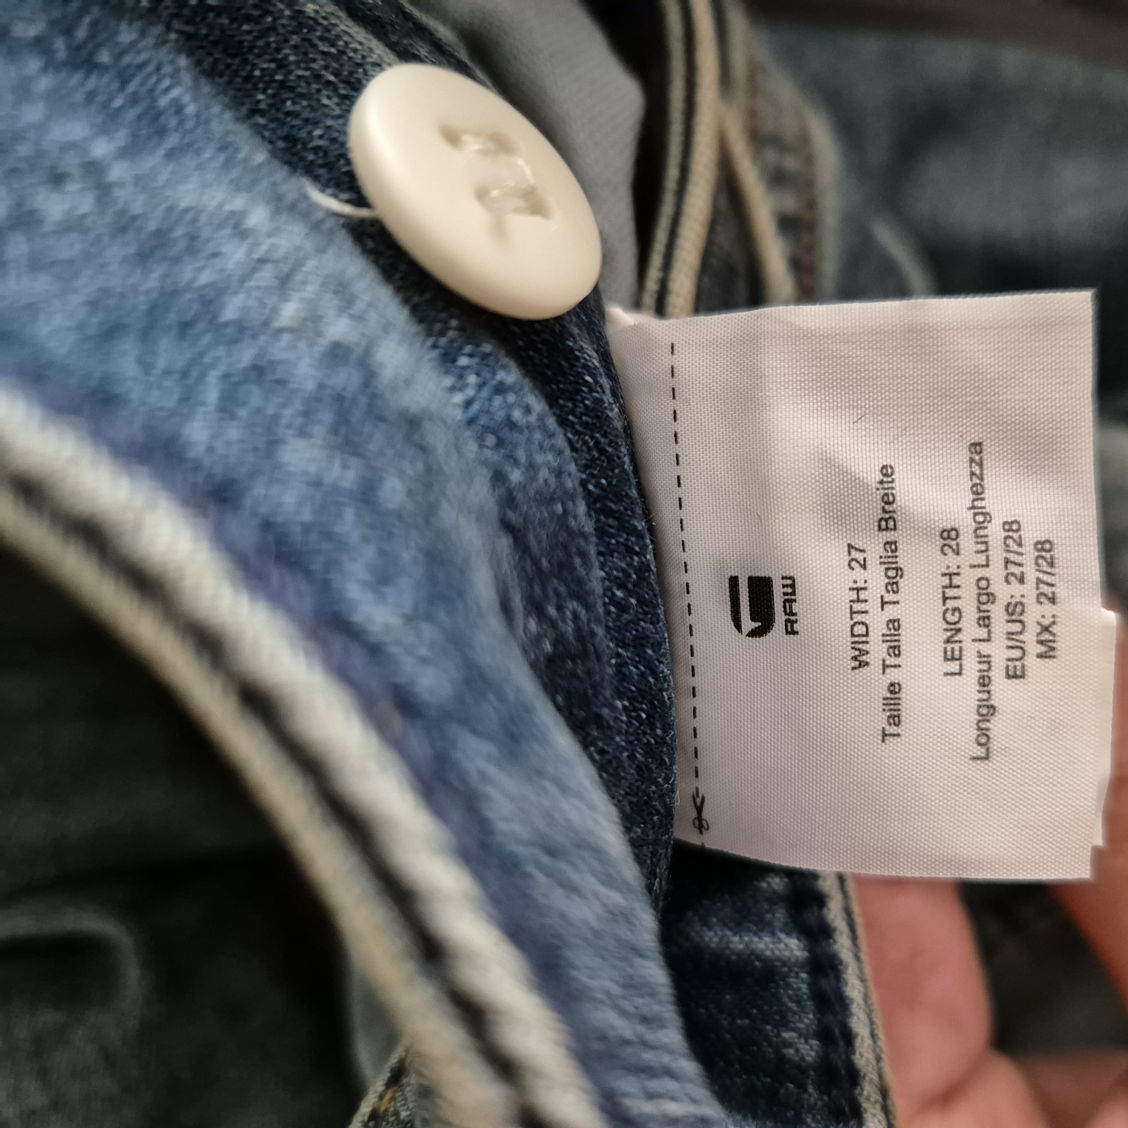 RAW
WIDTH: 27
Taille Talla Taglia Breite
LENGTH: 28
Longueur Largo Lunghezza
EU/US: 27/28
MX: 27/28